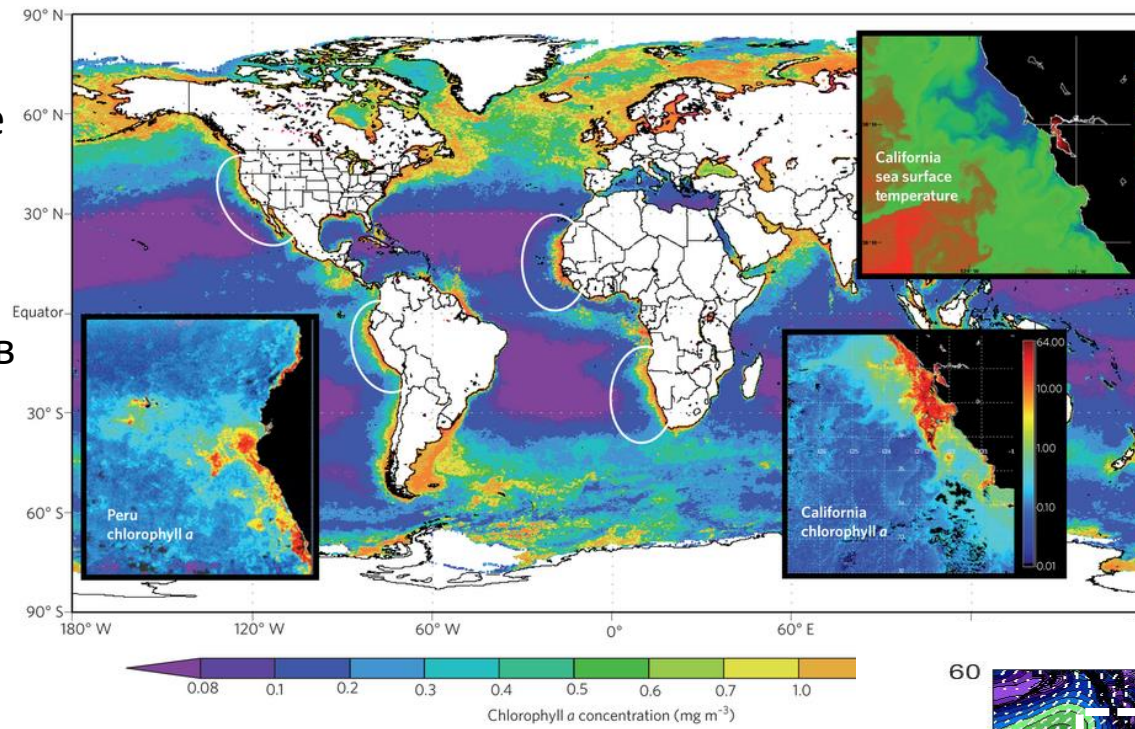 90° N
60° N
30° N
Equator
30° S
60° S
90° S
e
B
California
sea surface
temperature
Peru
chlorophyll a
California
chlorophyll a
64.00
10.00
1.00
0.10
0.01
180° W 120° W 60° W 0° 60° E
0.08 0.1 0.2 0.3 0.4 0.5 0.6 0.7 1.0
Chlorophyll a concentration (mg m⁻³)
60